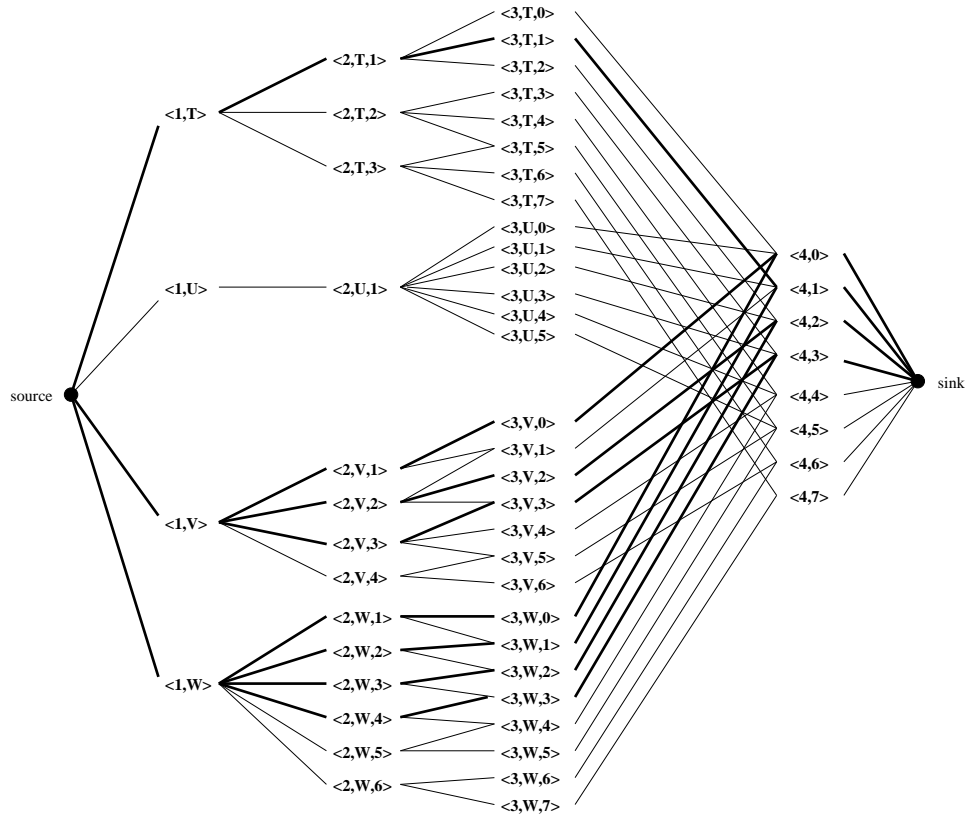 source
<1,T>
<1,U>
<1,V>
<1,W>
<2,T,1>
<2,T,2>
<2,T,3>
<2,U,1>
<2,V,1>
<2,V,2>
<2,V,3>
<2,V,4>
<2,W,1>
<2,W,2>
<2,W,3>
<2,W,4>
<2,W,5>
<2,W,6>
<3,T,0>
<3,T,1>
<3,T,2>
<3,T,3>
<3,T,4>
<3,T,5>
<3,T,6>
<3,T,7>
<3,U,0>
<3,U,1>
<3,U,2>
<3,U,3>
<3,U,4>
<3,U,5>
<3,V,0>
<3,V,1>
<3,V,2>
<3,V,3>
<3,V,4>
<3,V,5>
<3,V,6>
<3,W,0>
<3,W,1>
<3,W,2>
<3,W,3>
<3,W,4>
<3,W,5>
<3,W,6>
<3,W,7>
<4,0>
<4,1>
<4,2>
<4,3>
<4,4>
<4,5>
<4,6>
<4,7>
sink